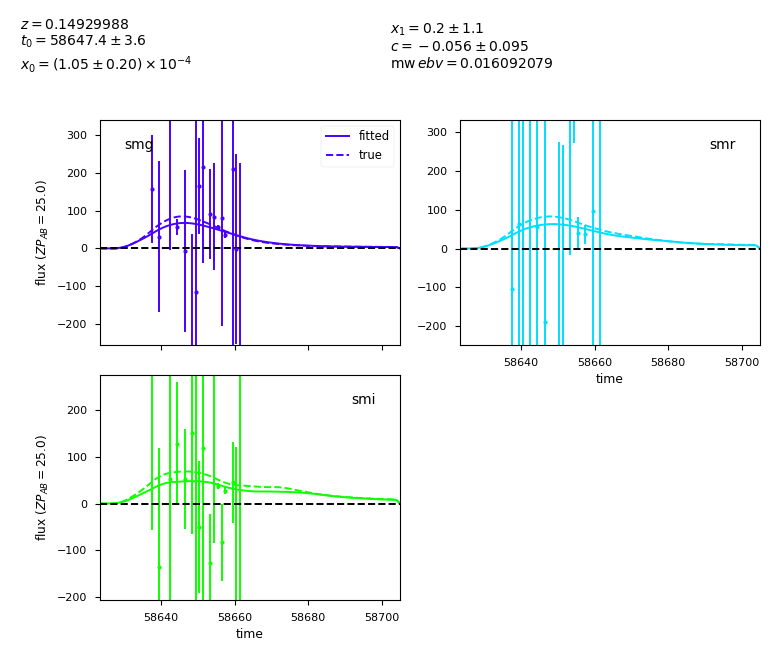 z = 0.14929988
t₀ = 58647.4 ± 3.6
x₀ = (1.05 ± 0.20) × 10⁻⁴
x₁ = 0.2 ± 1.1
c = −0.056 ± 0.095
mw ebv = 0.016092079
smg
fitted
true
300
200
100
0
−100
−200
flux (ZP_AB = 25.0)
smr
300
200
100
0
−100
−200
58640 58660 58680 58700
time
smi
200
100
0
−100
−200
flux (ZP_AB = 25.0)
58640 58660 58680 58700
time